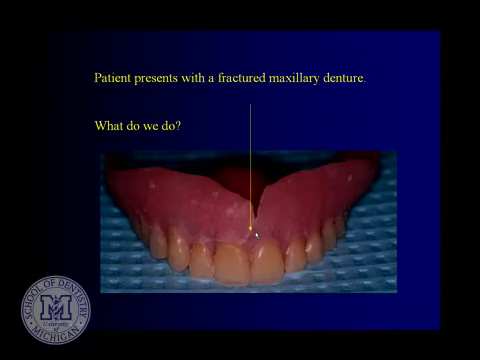 Patient presents with a fractured maxillary denture.
What do we do?
SCHOOL OF DENTISTRY
M
University
MICHIGAN